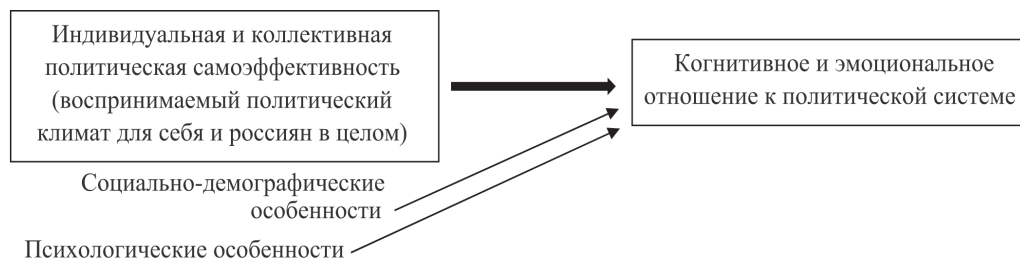 Индивидуальная и коллективная
политическая самоэффективность
(воспринимаемый политический
климат для себя и россиян в целом)
Когнитивное и эмоциональное
отношение к политической системе
Социально-демографические
особенности
Психологические особенности